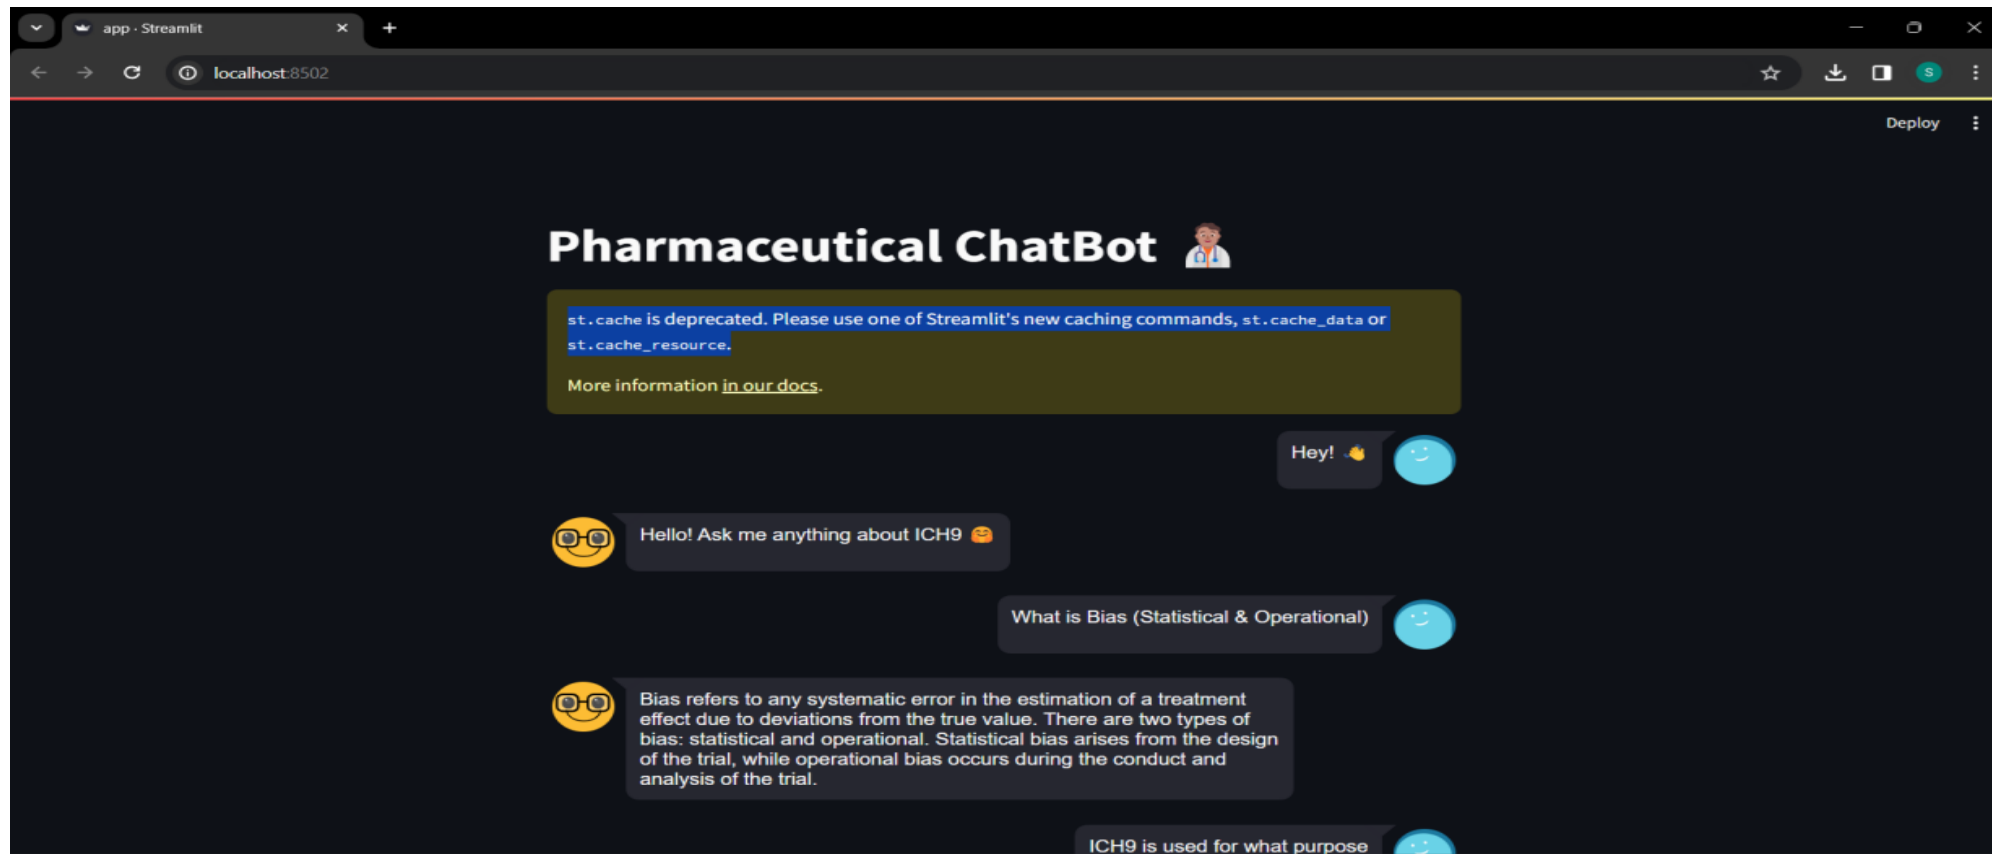 app · Streamlit
localhost:8502
S
Deploy
Pharmaceutical ChatBot
st.cache is deprecated. Please use one of Streamlit's new caching commands, st.cache_data or
st.cache_resource.
More information in our docs.
Hey!
Hello! Ask me anything about ICH9
What is Bias (Statistical & Operational)
Bias refers to any systematic error in the estimation of a treatment
effect due to deviations from the true value. There are two types of
bias: statistical and operational. Statistical bias arises from the design
of the trial, while operational bias occurs during the conduct and
analysis of the trial.
ICH9 is used for what purpose